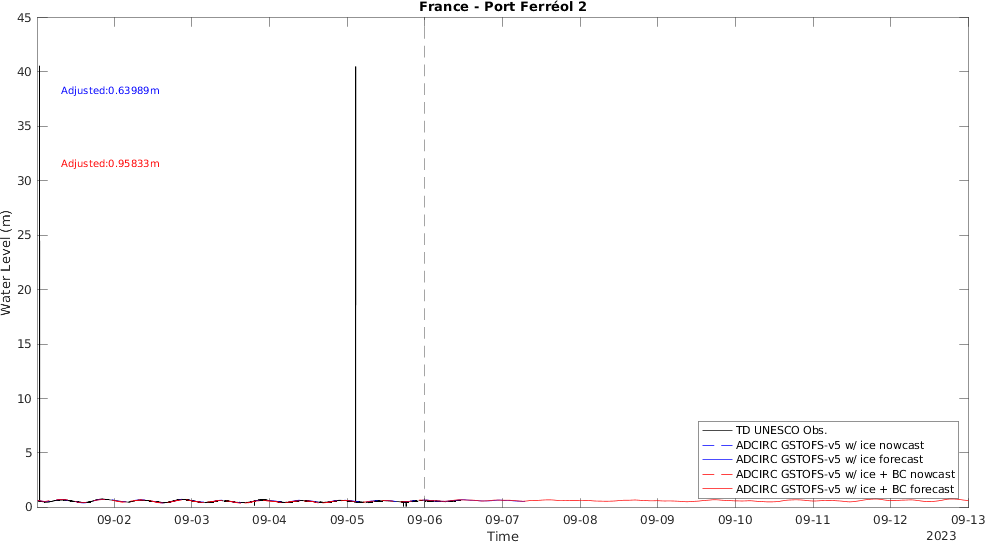 France - Port Ferréol 2
45
40
35
30
25
20
15
10
5
0
Water Level (m)
Adjusted:0.63989m
Adjusted:0.95833m
TD UNESCO Obs.
ADCIRC GSTOFS-v5 w/ ice nowcast
ADCIRC GSTOFS-v5 w/ ice forecast
ADCIRC GSTOFS-v5 w/ ice + BC nowcast
ADCIRC GSTOFS-v5 w/ ice + BC forecast
09-02 09-03 09-04 09-05 09-06 09-07 09-08 09-09 09-10 09-11 09-12 09-13
Time
2023